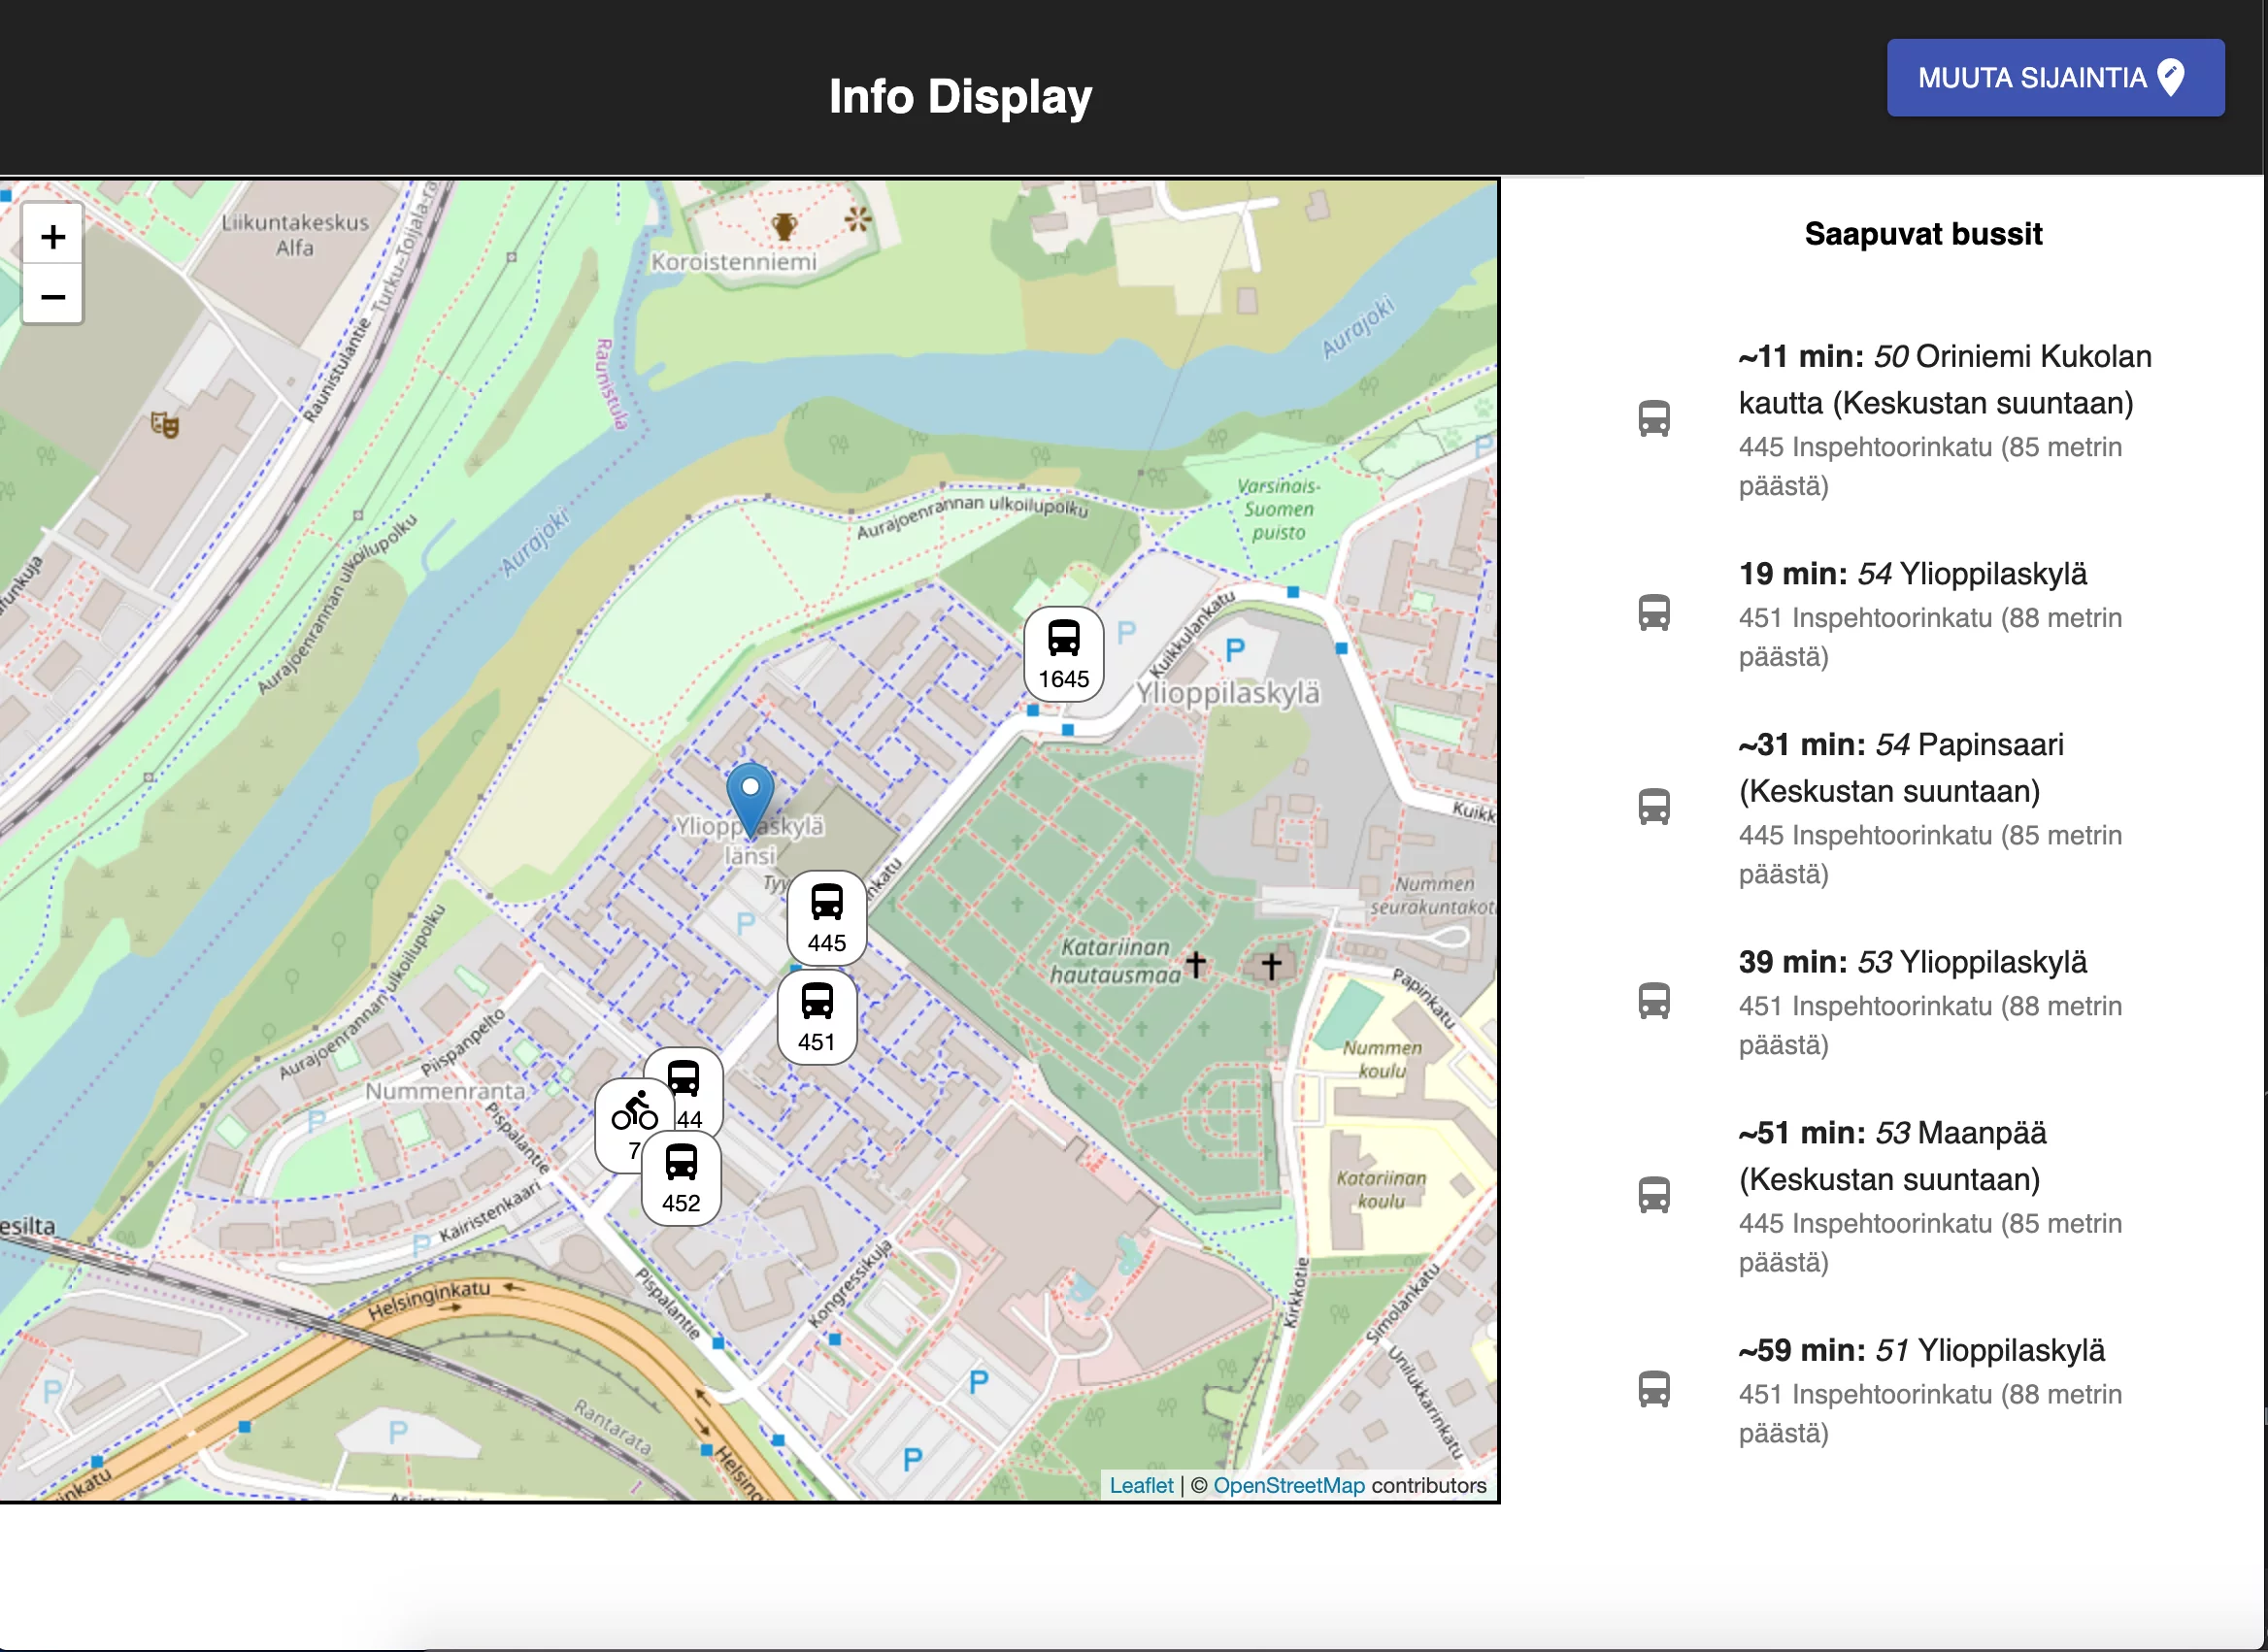 Info Display
MUUTA SIJAINTIA
+
−
Liikuntakeskus
Alfa
Turku-Toijala-ra
Raunistulantie
Koroistenniemi
Raunistula
Aurajoki
Aurajoki
Varsinais-
Suomen
puisto
Aurajoenrannan ulkoilupolku
Aurajoenrannan ulkoilupolku
P
P
P
1645
Kuikkulankatu
Ylioppilaskylä
Kuikk
länsi
Tyy
nkatu
445
P
451
Nummen
seurakuntakoti
Katariinan
hautausmaa
Papinkatu
Nummen
koulu
Aurajoenrannan ulkoilupolku
Piispanpelto
Nummenranta
P
44
7
452
Pispalantie
Kairistenkaari
P
esilta
Katariinan
koulu
Helsinginkatu
Pispalantie
Kongressikuja
Kirkkotie
Simolankatu
Unilukkarinkatu
P
P
P
P
Rantarata
inkatu
Helsing
Leaflet | © OpenStreetMap contributors
Saapuvat bussit
~11 min: 50 Oriniemi Kukolan
kautta (Keskustan suuntaan)
445 Inspehtoorinkatu (85 metrin
päästä)
19 min: 54 Ylioppilaskylä
451 Inspehtoorinkatu (88 metrin
päästä)
~31 min: 54 Papinsaari
(Keskustan suuntaan)
445 Inspehtoorinkatu (85 metrin
päästä)
39 min: 53 Ylioppilaskylä
451 Inspehtoorinkatu (88 metrin
päästä)
~51 min: 53 Maanpää
(Keskustan suuntaan)
445 Inspehtoorinkatu (85 metrin
päästä)
~59 min: 51 Ylioppilaskylä
451 Inspehtoorinkatu (88 metrin
päästä)